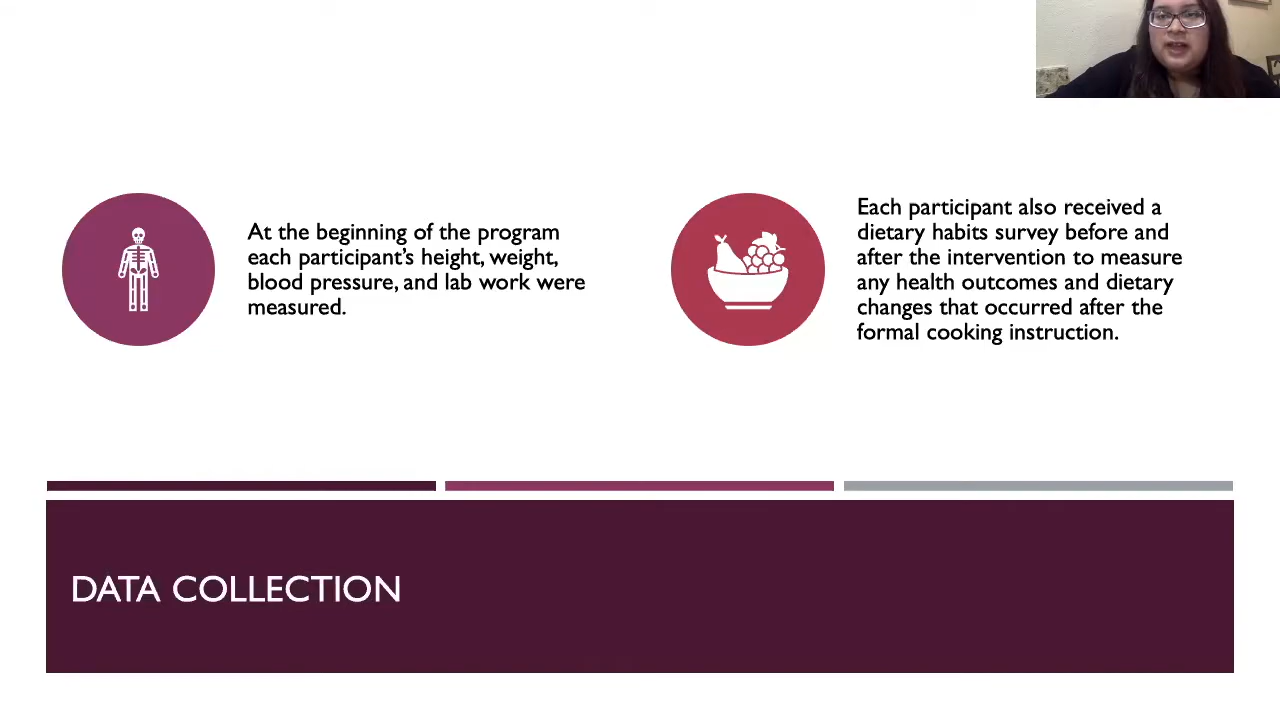 At the beginning of the program
each participant's height, weight,
blood pressure, and lab work were
measured.
Each participant also received a
dietary habits survey before and
after the intervention to measure
any health outcomes and dietary
changes that occurred after the
formal cooking instruction.
DATA COLLECTION